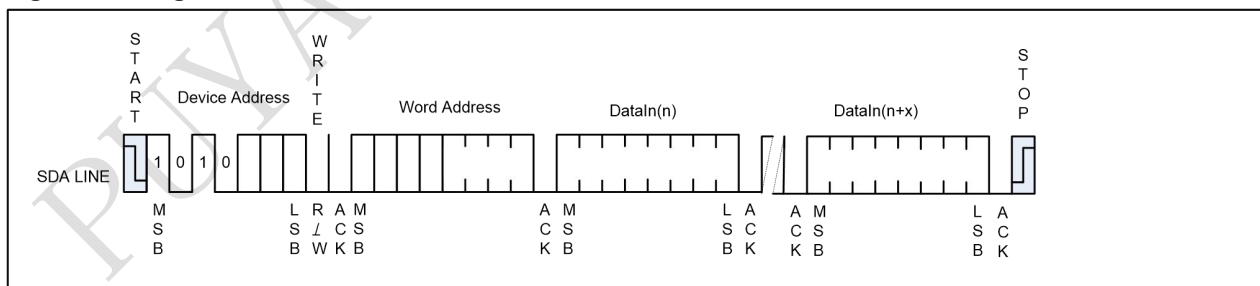 START
WRITE
STOP
Device Address
Word Address
DataIn(n)
DataIn(n+x)
SDA LINE
1 0 1 0
MSB
LSB
R/W
ACK
MSB
ACK
MSB
LSB
ACK
ACK
MSB
LSB
ACK
PUYA